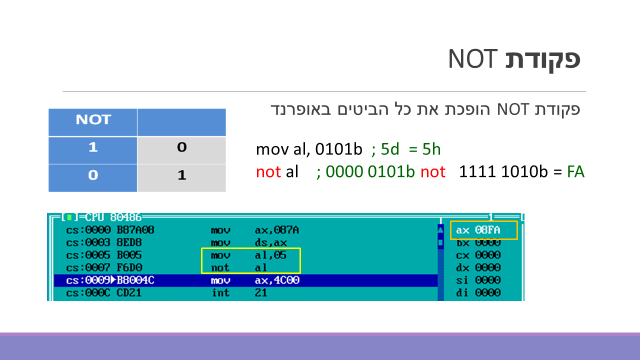 פקודת NOT
פקודת NOT הופכת את כל הביטים באופרנד
NOT
1 0
0 1
mov al, 0101b ; 5d = 5h
not al ; 0000 0101b not 1111 1010b = FA
[■]=CPU 80486 1
cs:0000 B87A08 mov ax,087A
cs:0003 8ED8 mov ds,ax
cs:0005 B005 mov al,05
cs:0007 F6D0 not al
cs:0009►B8004C mov ax,4C00
cs:000C CD21 int 21
ax 08FA
bx 0000
cx 0000
dx 0000
si 0000
di 0000